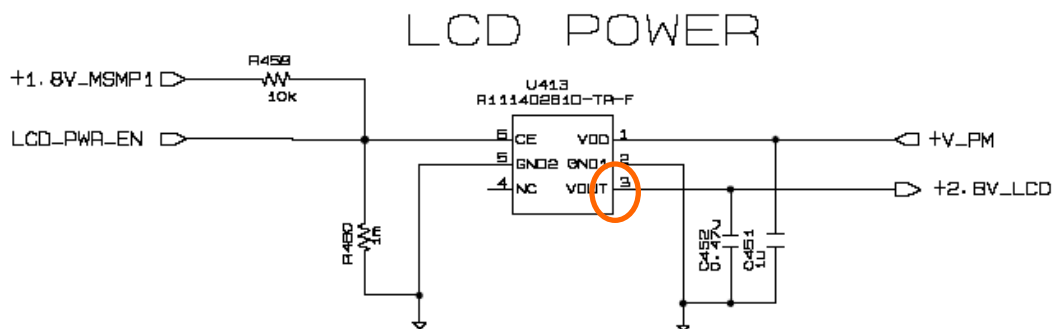 LCD POWER
R459
+1.8V_MSMP1
10k
U413
R111402810-TR-F
LCD_PWR_EN
6 CE VDD 1
+V_PM
5 GND2 GND1 2
4 NC VOUT 3
+2.8V_LCD
R460
1m
C452
0.47u
C451
1u